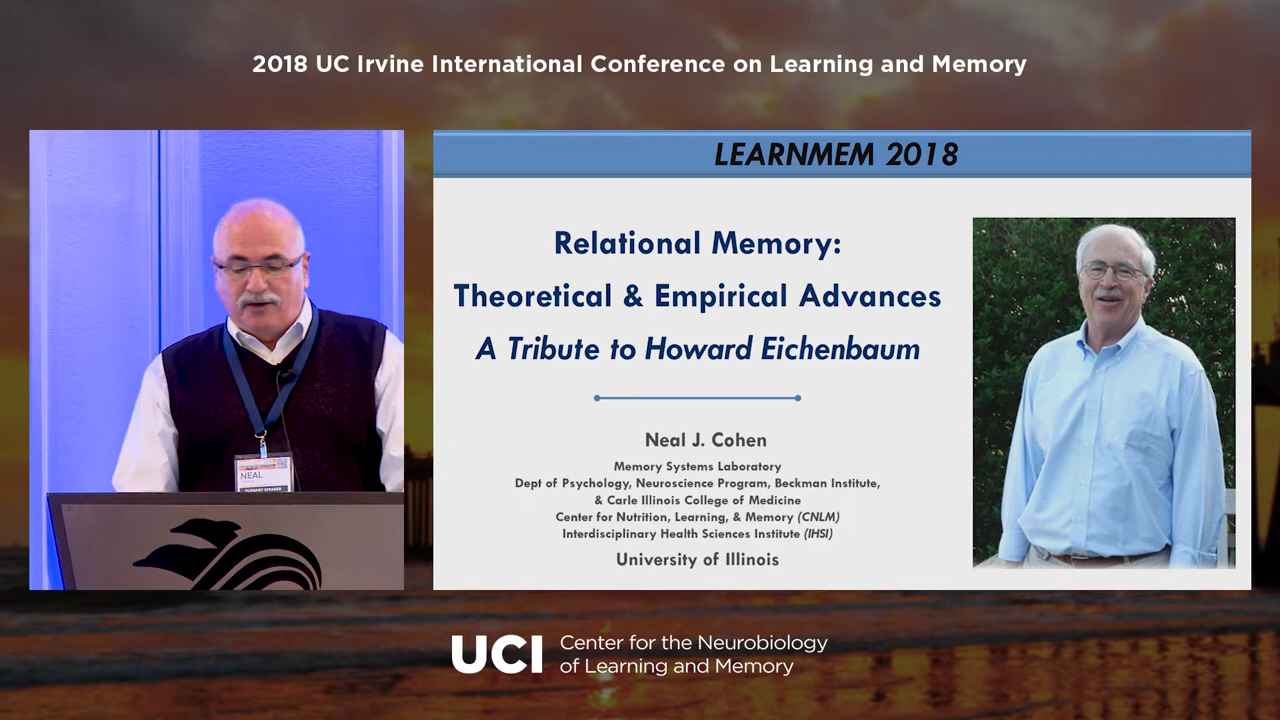 2018 UC Irvine International Conference on Learning and Memory
NEAL
PLENARY SPEAKER
LEARNMEM 2018
Relational Memory:
Theoretical & Empirical Advances
A Tribute to Howard Eichenbaum
Neal J. Cohen
Memory Systems Laboratory
Dept of Psychology, Neuroscience Program, Beckman Institute,
& Carle Illinois College of Medicine
Center for Nutrition, Learning, & Memory (CNLM)
Interdisciplinary Health Sciences Institute (IHSI)
University of Illinois
UCI
Center for the Neurobiology
of Learning and Memory